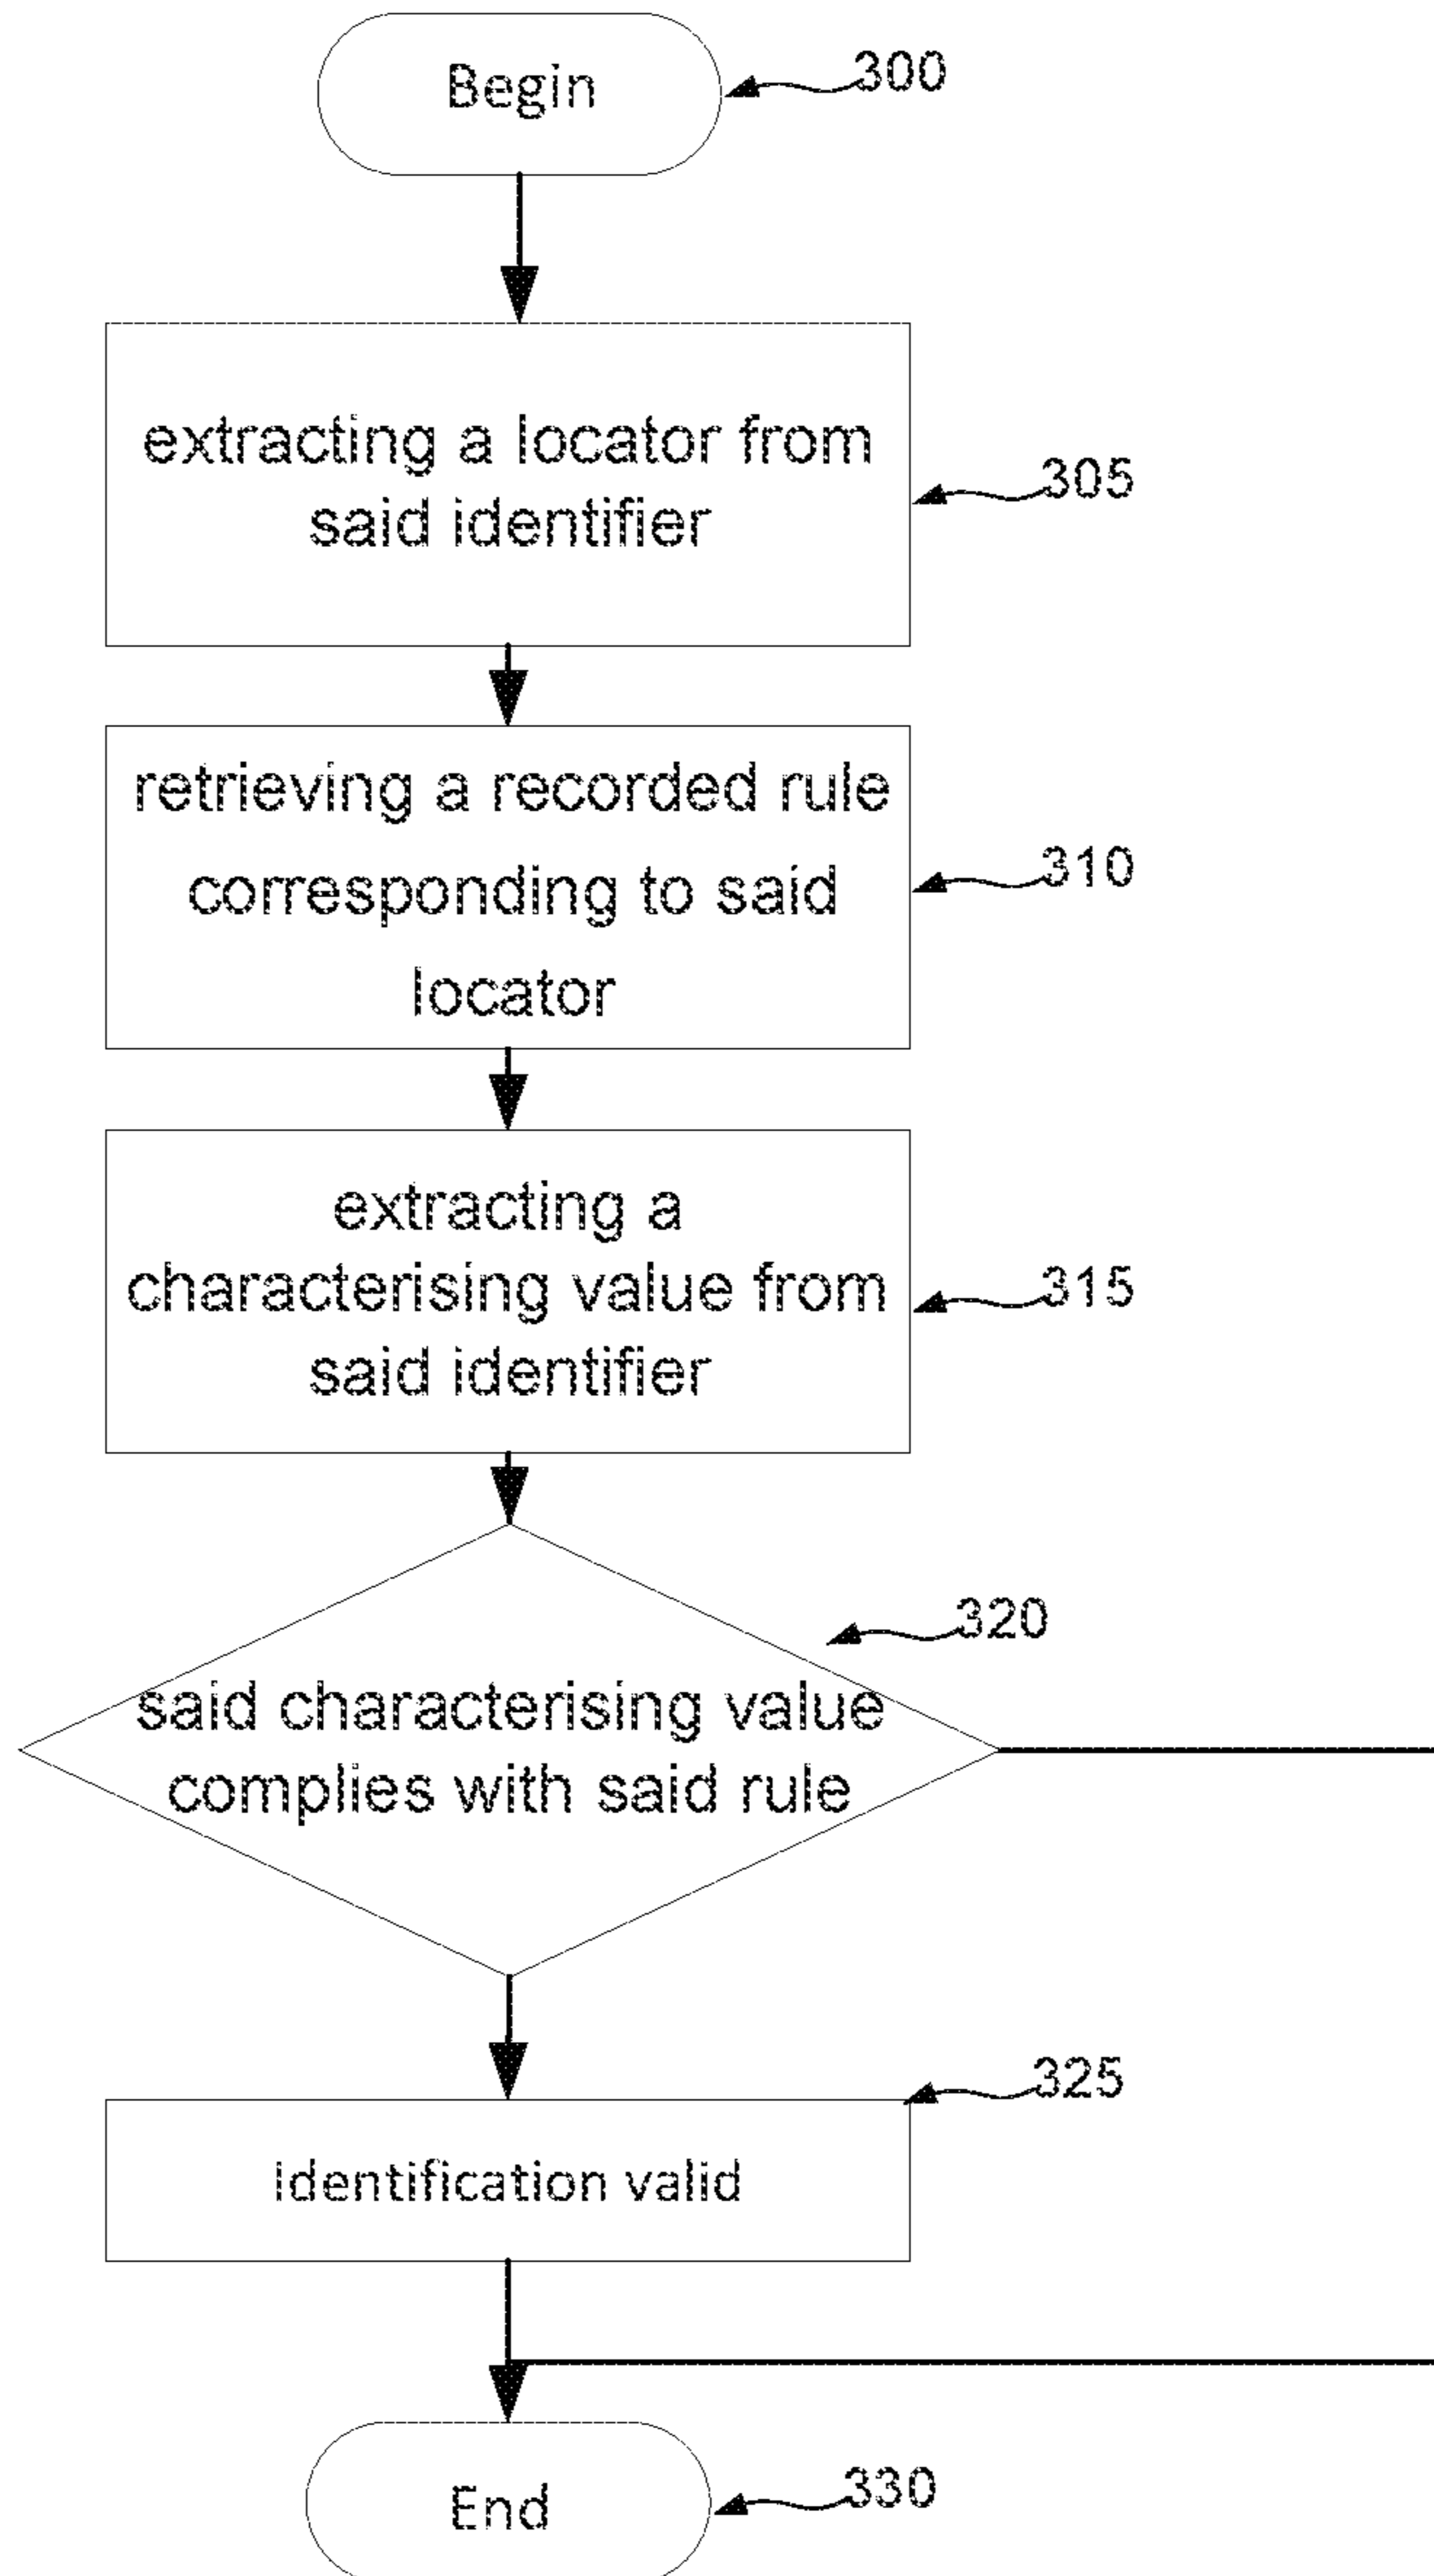 Begin
300
extracting a locator from
said identifier
305
retrieving a recorded rule
corresponding to said
locator
310
extracting a
characterising value from
said identifier
315
320
said characterising value
complies with said rule
325
Identification valid
End
330